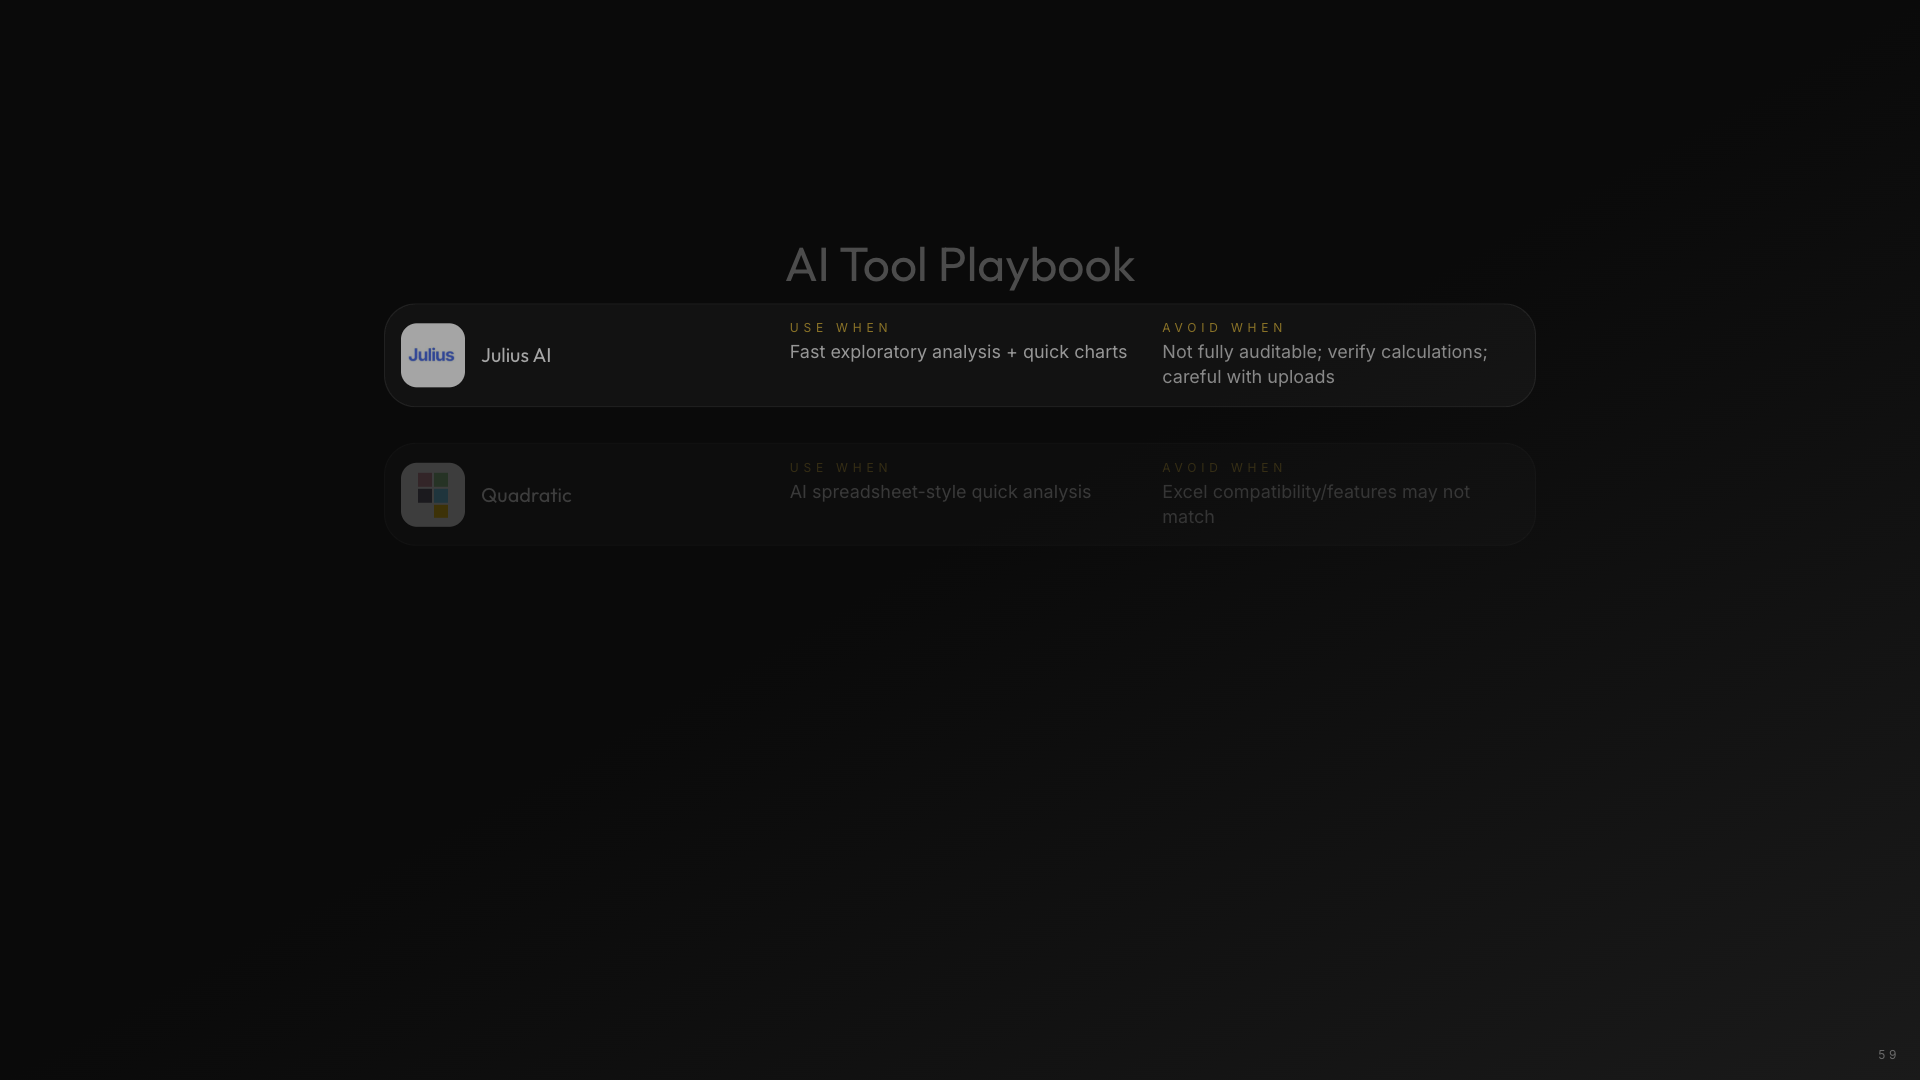 AI Tool Playbook
Julius
Julius AI
USE WHEN
Fast exploratory analysis + quick charts
AVOID WHEN
Not fully auditable; verify calculations;
careful with uploads
Quadratic
USE WHEN
AI spreadsheet-style quick analysis
AVOID WHEN
Excel compatibility/features may not
match
59